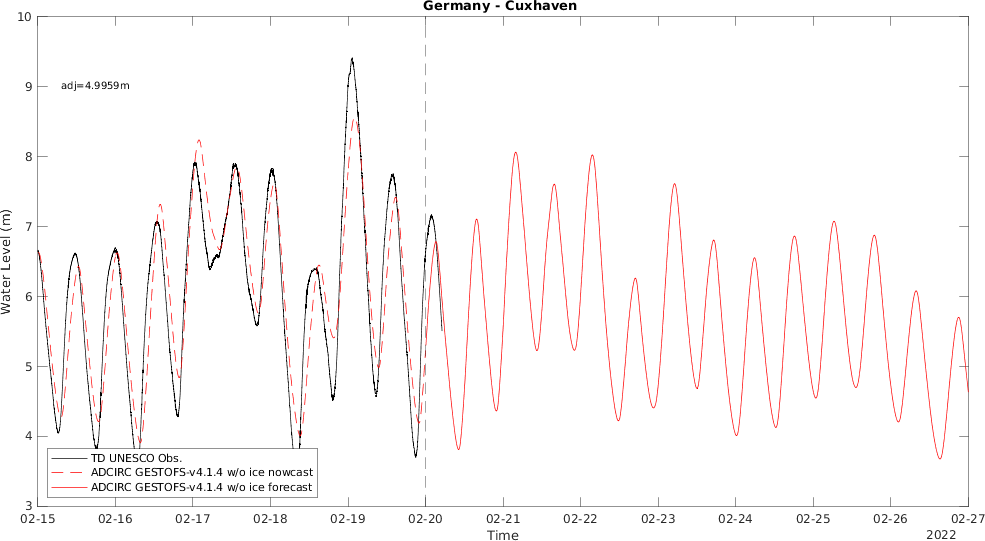 Germany - Cuxhaven
10
9
8
7
6
5
4
3
Water Level (m)
adj=4.9959m
TD UNESCO Obs.
ADCIRC GESTOFS-v4.1.4 w/o ice nowcast
ADCIRC GESTOFS-v4.1.4 w/o ice forecast
02-15 02-16 02-17 02-18 02-19 02-20 02-21 02-22 02-23 02-24 02-25 02-26 02-27
Time
2022